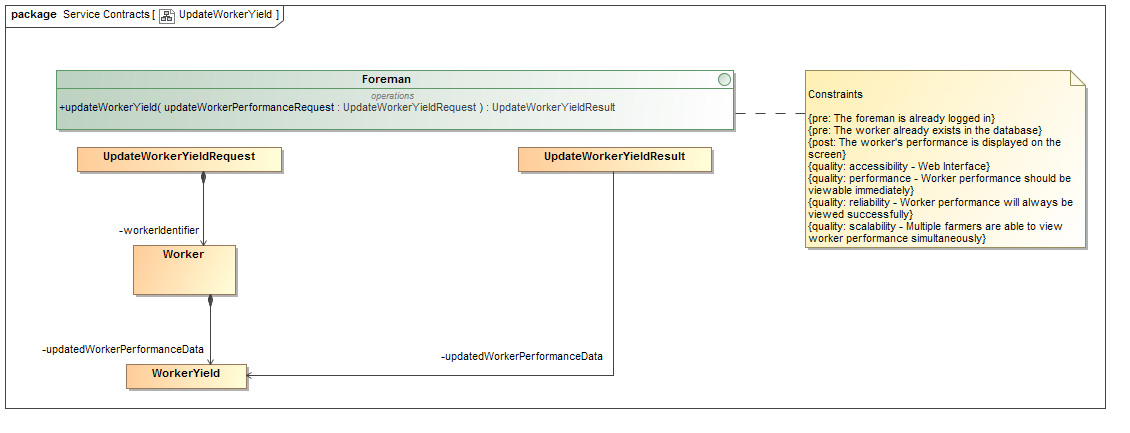 package Service Contracts [ UpdateWorkerYield ]
Foreman
operations
+updateWorkerYield( updateWorkerPerformanceRequest : UpdateWorkerYieldRequest ) : UpdateWorkerYieldResult
UpdateWorkerYieldRequest
UpdateWorkerYieldResult
-workerIdentifier
Worker
-updatedWorkerPerformanceData
-updatedWorkerPerformanceData
WorkerYield
Constraints
{pre: The foreman is already logged in}
{pre: The worker already exists in the database}
{post: The worker's performance is displayed on the
screen}
{quality: accessibility - Web Interface}
{quality: performance - Worker performance should be
viewable immediately}
{quality: reliability - Worker performance will always be
viewed successfully}
{quality: scalability - Multiple farmers are able to view
worker performance simultaneously}